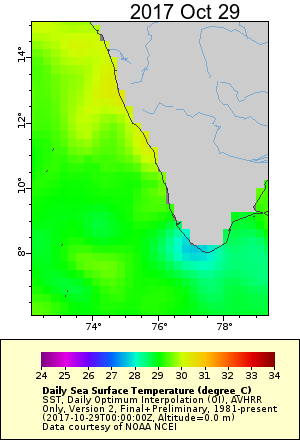 2017 Oct 29
14°
12°
10°
8°
74° 76° 78°
24 25 26 27 28 29 30 31 32 33 34
Daily Sea Surface Temperature (degree_C)
SST, Daily Optimum Interpolation (OI), AVHRR
Only, Version 2, Final+Preliminary, 1981-present
(2017-10-29T00:00:00Z, Altitude=0.0 m)
Data courtesy of NOAA NCEI